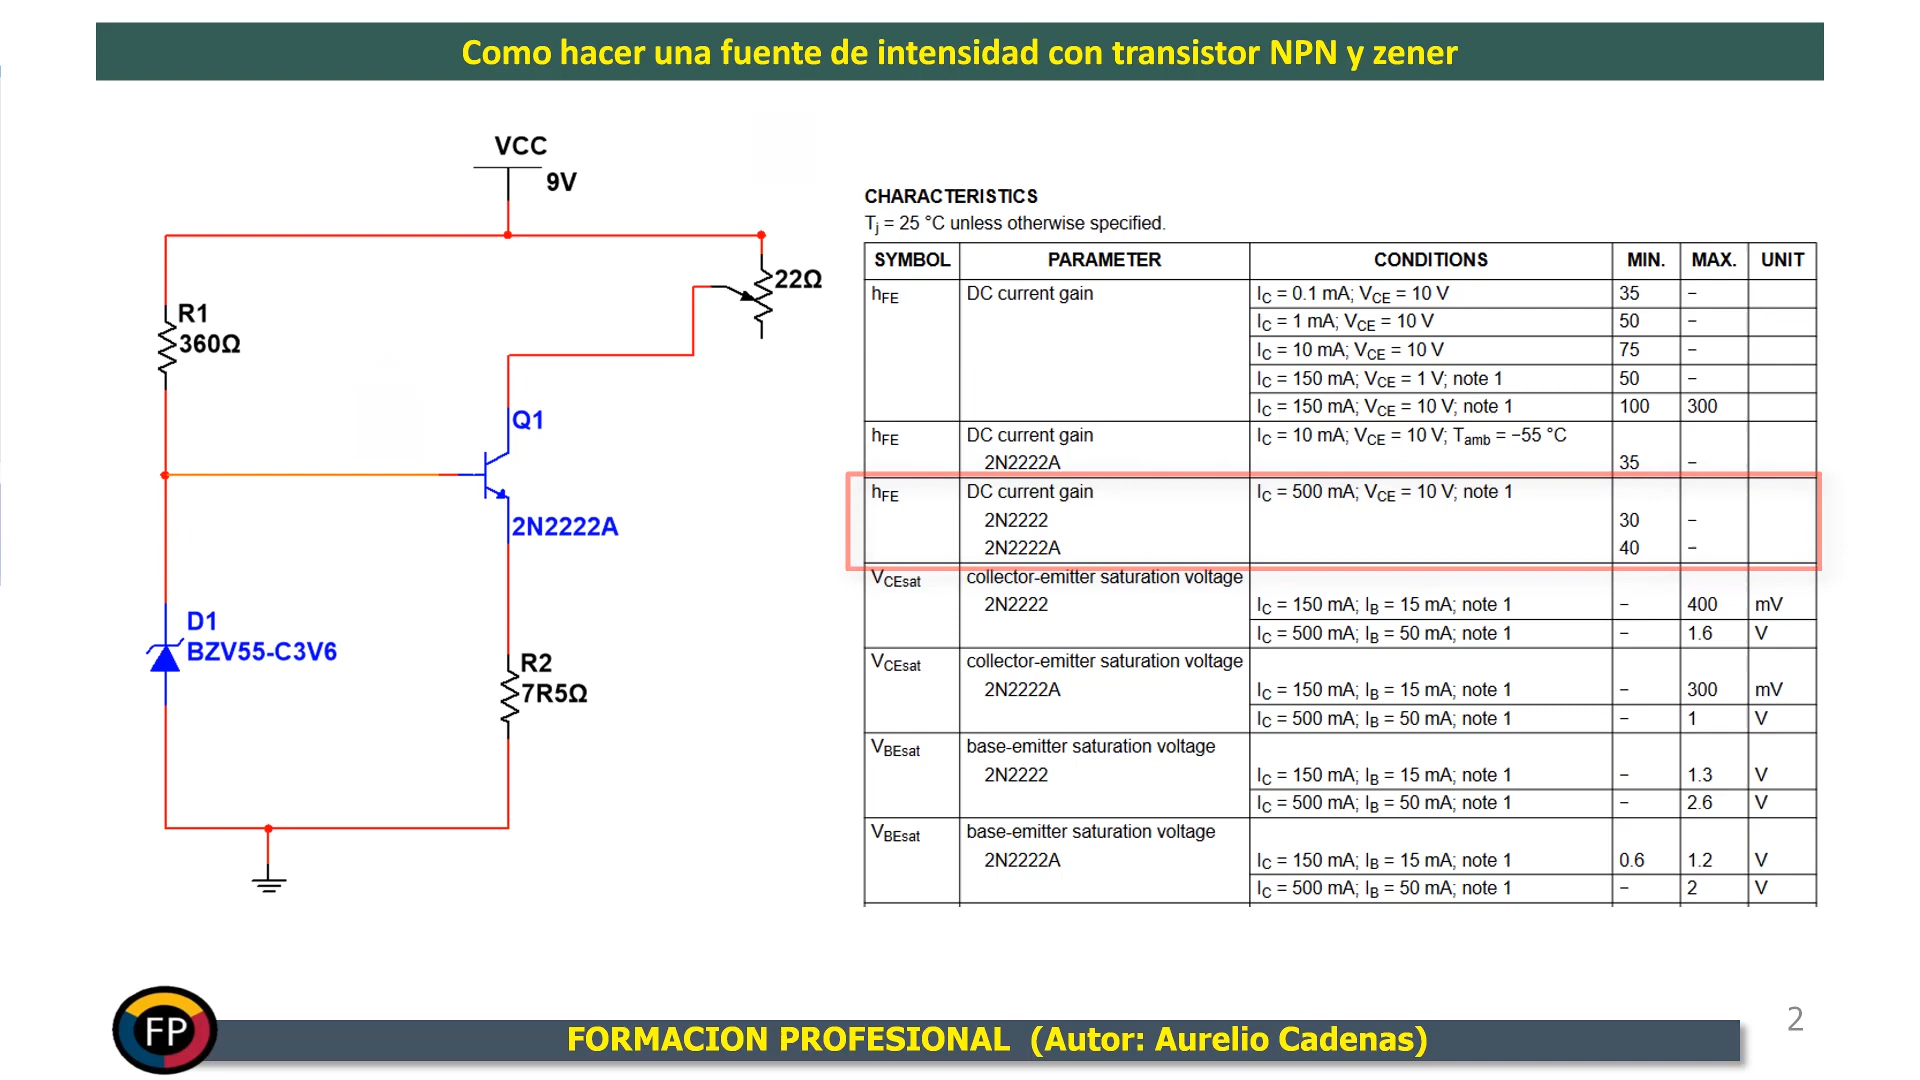 Como hacer una fuente de intensidad con transistor NPN y zener
VCC
9V
22Ω
R1
360Ω
Q1
2N2222A
D1
BZV55-C3V6
R2
7R5Ω
CHARACTERISTICS
Tj = 25 °C unless otherwise specified.
SYMBOL PARAMETER CONDITIONS MIN. MAX. UNIT
hFE DC current gain IC = 0.1 mA; VCE = 10 V 35 –
IC = 1 mA; VCE = 10 V 50 –
IC = 10 mA; VCE = 10 V 75 –
IC = 150 mA; VCE = 1 V; note 1 50 –
IC = 150 mA; VCE = 10 V; note 1 100 300
hFE DC current gain IC = 10 mA; VCE = 10 V; Tamb = −55 °C
2N2222A 35 –
hFE DC current gain IC = 500 mA; VCE = 10 V; note 1
2N2222 30 –
2N2222A 40 –
VCEsat collector-emitter saturation voltage
2N2222 IC = 150 mA; IB = 15 mA; note 1 – 400 mV
IC = 500 mA; IB = 50 mA; note 1 – 1.6 V
VCEsat collector-emitter saturation voltage
2N2222A IC = 150 mA; IB = 15 mA; note 1 – 300 mV
IC = 500 mA; IB = 50 mA; note 1 – 1 V
VBEsat base-emitter saturation voltage
2N2222 IC = 150 mA; IB = 15 mA; note 1 – 1.3 V
IC = 500 mA; IB = 50 mA; note 1 – 2.6 V
VBEsat base-emitter saturation voltage
2N2222A IC = 150 mA; IB = 15 mA; note 1 0.6 1.2 V
IC = 500 mA; IB = 50 mA; note 1 – 2 V
FP
FORMACION PROFESIONAL (Autor: Aurelio Cadenas)
2